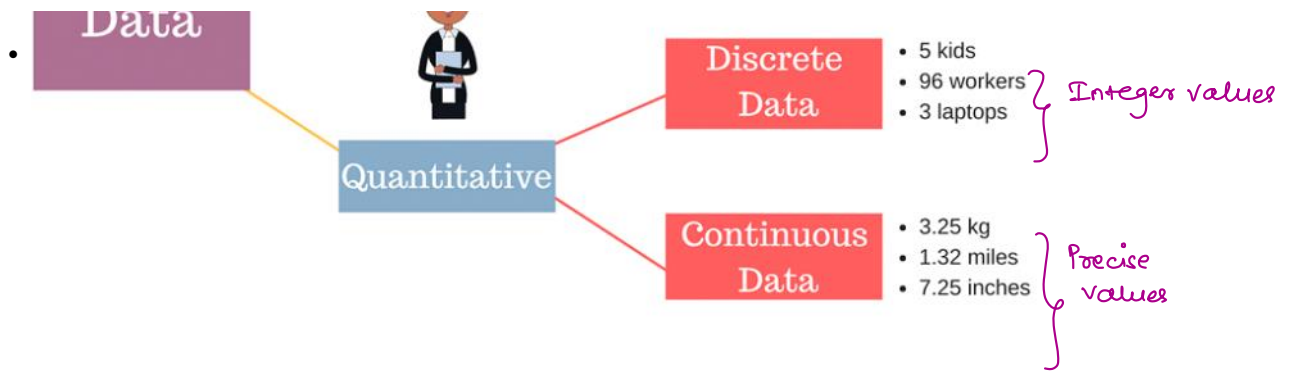 Data
Quantitative
Discrete
Data
• 5 kids
• 96 workers
• 3 laptops
Integer values
Continuous
Data
• 3.25 kg
• 1.32 miles
• 7.25 inches
Precise
values